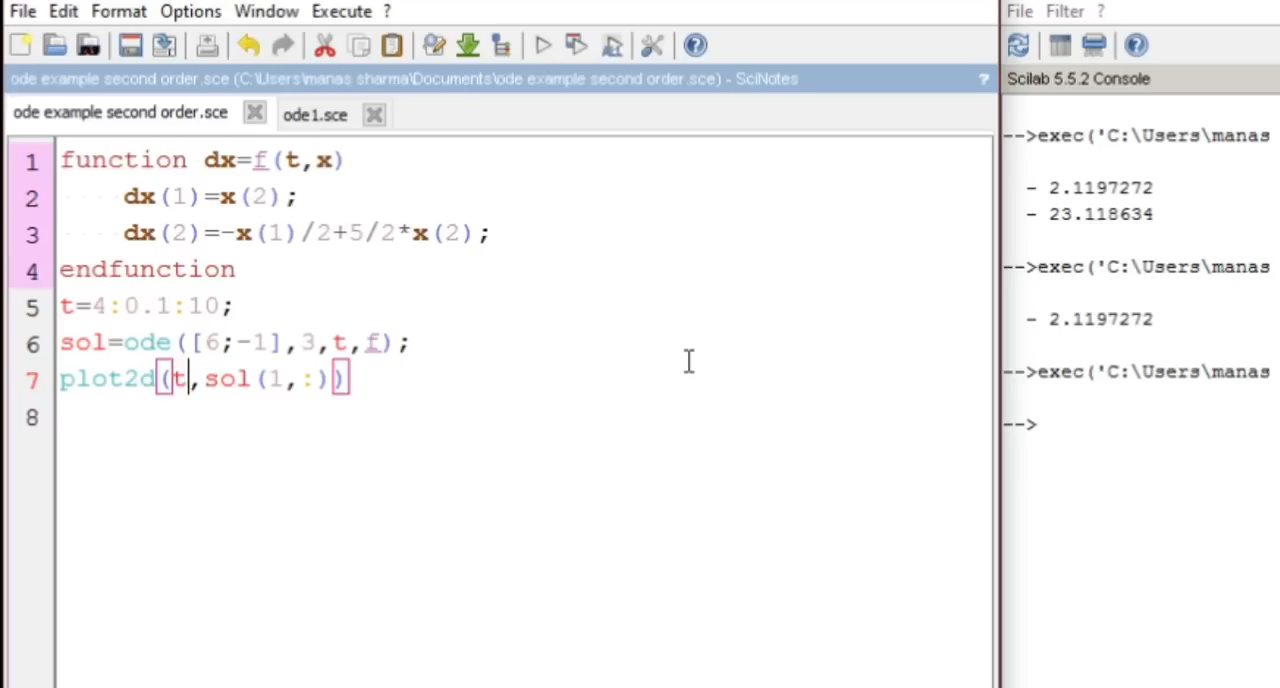 File Edit Format Options Window Execute ?
ode example second order.sce (C:\Users\manas sharma\Documents\ode example second order.sce) - SciNotes ?
ode example second order.sce ode1.sce
1 function dx=f(t,x)
2 dx(1)=x(2);
3 dx(2)=-x(1)/2+5/2*x(2);
4 endfunction
5 t=4:0.1:10;
6 sol=ode([6;-1],3,t,f);
7 plot2d(t,sol(1,:))
8
File Filter ?
Scilab 5.5.2 Console
-->exec('C:\Users\manas
- 2.1197272
- 23.118634
-->exec('C:\Users\manas
- 2.1197272
-->exec('C:\Users\manas
-->